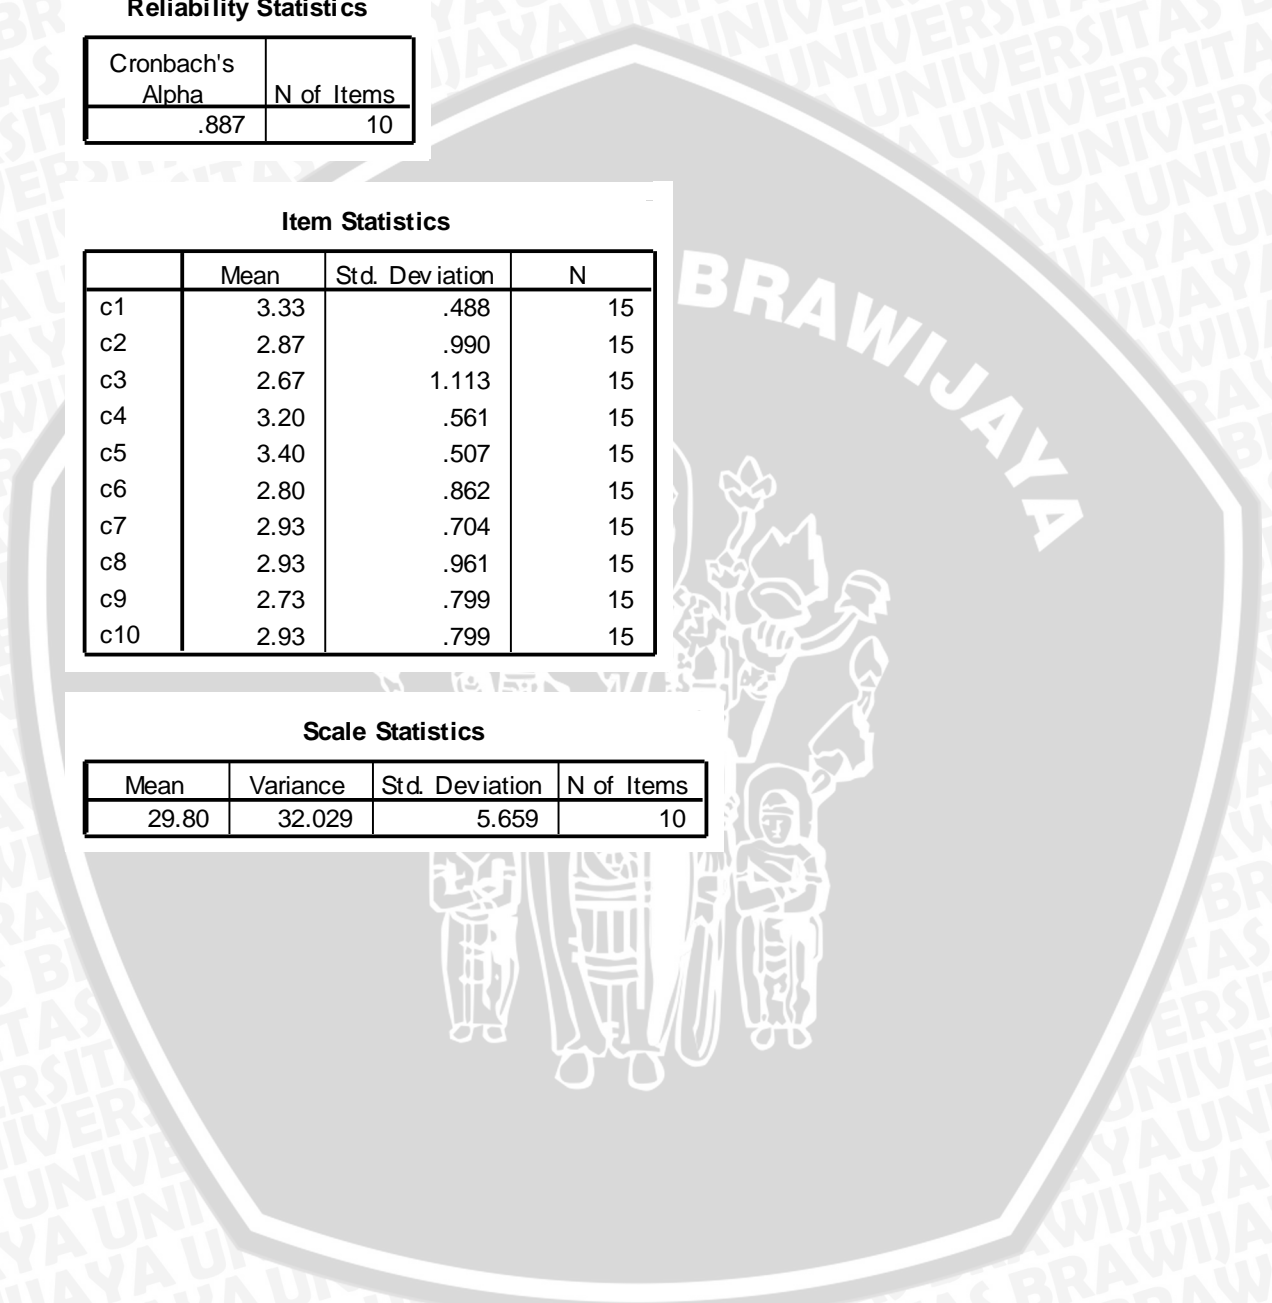 Reliability Statistics
Cronbach's Alpha N of Items
.887 10
Item Statistics
Mean Std. Deviation N
c1 3.33 .488 15
c2 2.87 .990 15
c3 2.67 1.113 15
c4 3.20 .561 15
c5 3.40 .507 15
c6 2.80 .862 15
c7 2.93 .704 15
c8 2.93 .961 15
c9 2.73 .799 15
c10 2.93 .799 15
BRAWIJAYA
Scale Statistics
Mean Variance Std. Deviation N of Items
29.80 32.029 5.659 10